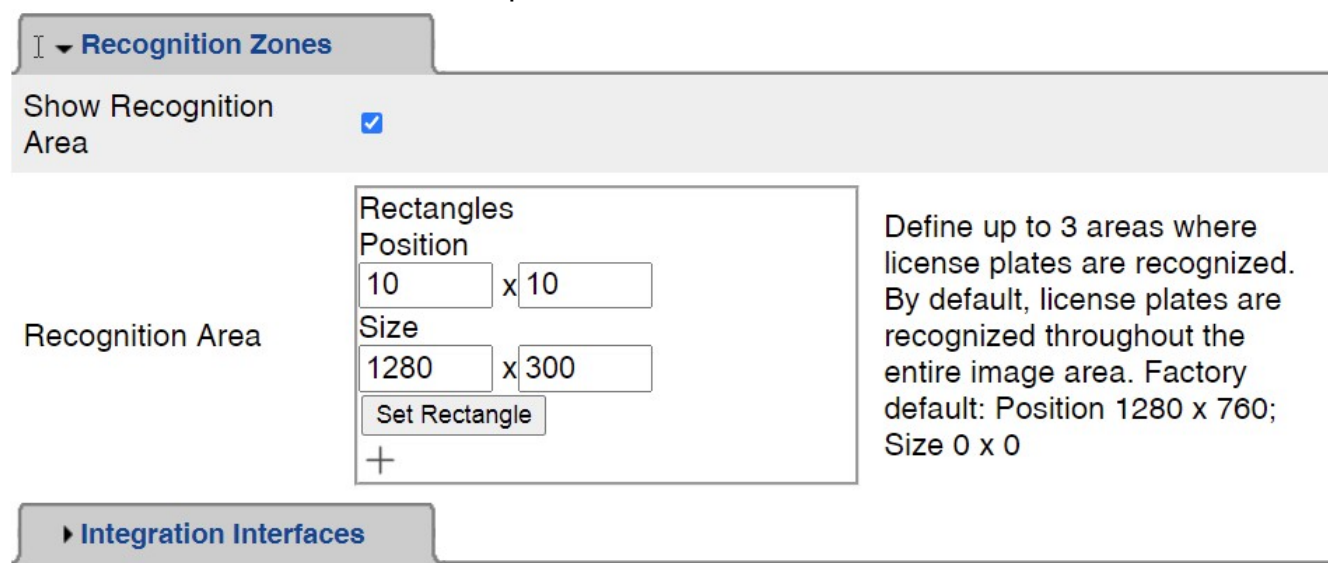 Recognition Zones
Show Recognition
Area
Recognition Area
Rectangles
Position
10 x 10
Size
1280 x 300
Set Rectangle
+
Define up to 3 areas where
license plates are recognized.
By default, license plates are
recognized throughout the
entire image area. Factory
default: Position 1280 x 760;
Size 0 x 0
Integration Interfaces